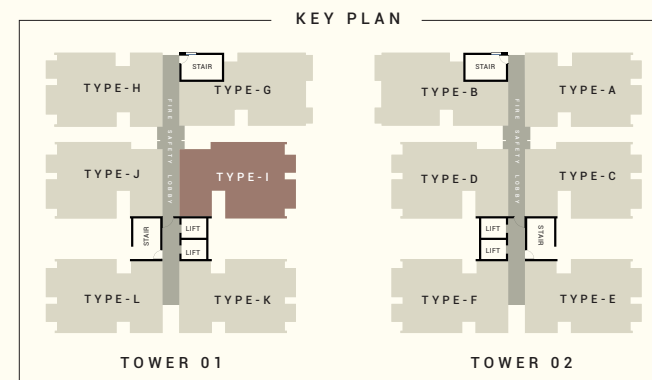 KEY PLAN
STAIR
TYPE-H
TYPE-G
FIRE SAFETY LOBBY
TYPE-J
TYPE-I
STAIR
LIFT
LIFT
TYPE-L
TYPE-K
TOWER 01
STAIR
TYPE-B
TYPE-A
FIRE SAFETY LOBBY
TYPE-D
TYPE-C
LIFT
LIFT
STAIR
TYPE-F
TYPE-E
TOWER 02